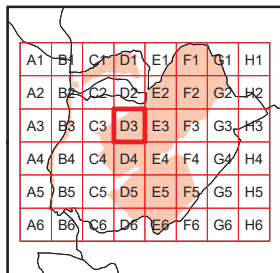 A1 B1 C1 D1 E1 F1 G1 H1
A2 B2 C2 D2 E2 F2 G2 H2
A3 B3 C3 D3 E3 F3 G3 H3
A4 B4 C4 D4 E4 F4 G4 H4
A5 B5 C5 D5 E5 F5 G5 H5
A6 B6 C6 D6 E6 F6 G6 H6